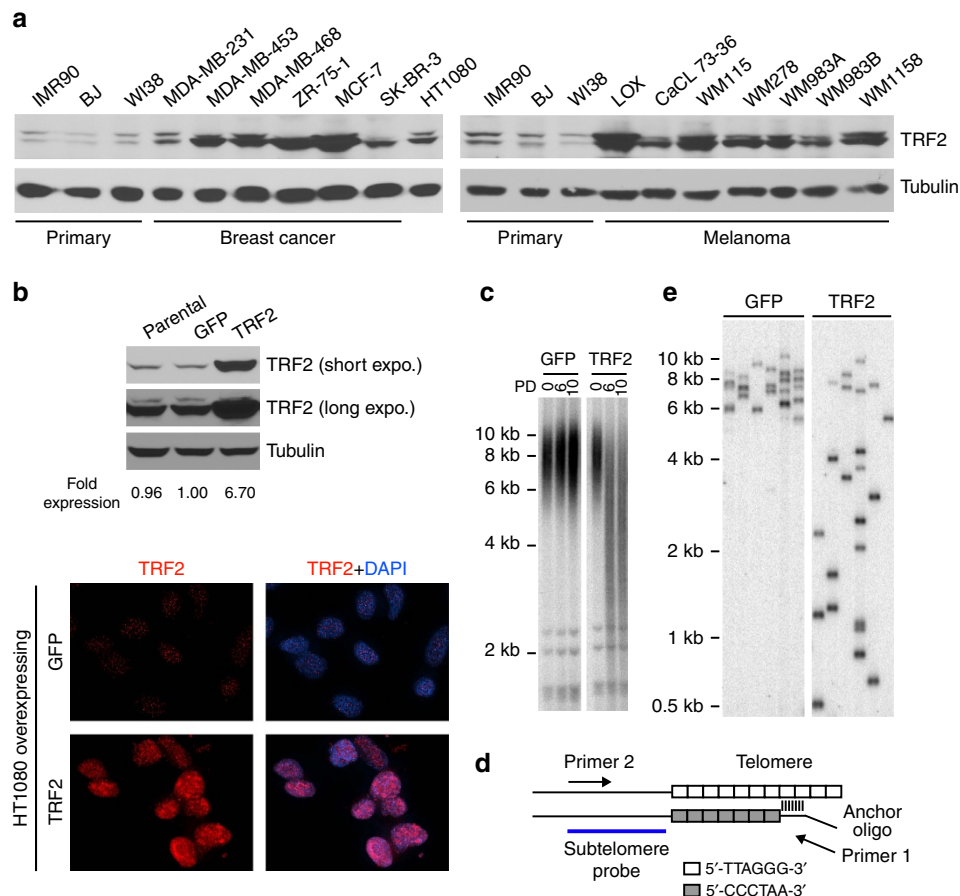 a
IMR90 BJ WI38 MDA-MB-231 MDA-MB-453 MDA-MB-468 ZR-75-1 MCF-7 SK-BR-3 HT1080
IMR90 BJ WI38 LOX CaCL 73-36 WM115 WM278 WM983A WM983B WM1158
TRF2
Tubulin
Primary Breast cancer Primary Melanoma
b
Parental GFP TRF2
TRF2 (short expo.)
TRF2 (long expo.)
Tubulin
Fold expression 0.96 1.00 6.70
TRF2 TRF2+DAPI
HT1080 overexpressing
GFP
TRF2
c
GFP TRF2
PD 0 6 10 0 6 10
10 kb
8 kb
6 kb
4 kb
2 kb
e
GFP TRF2
10 kb
8 kb
6 kb
4 kb
2 kb
1 kb
0.5 kb
d
Primer 2 Telomere
Anchor oligo
Subtelomere probe
Primer 1
5′-TTAGGG-3′
5′-CCCTAA-3′